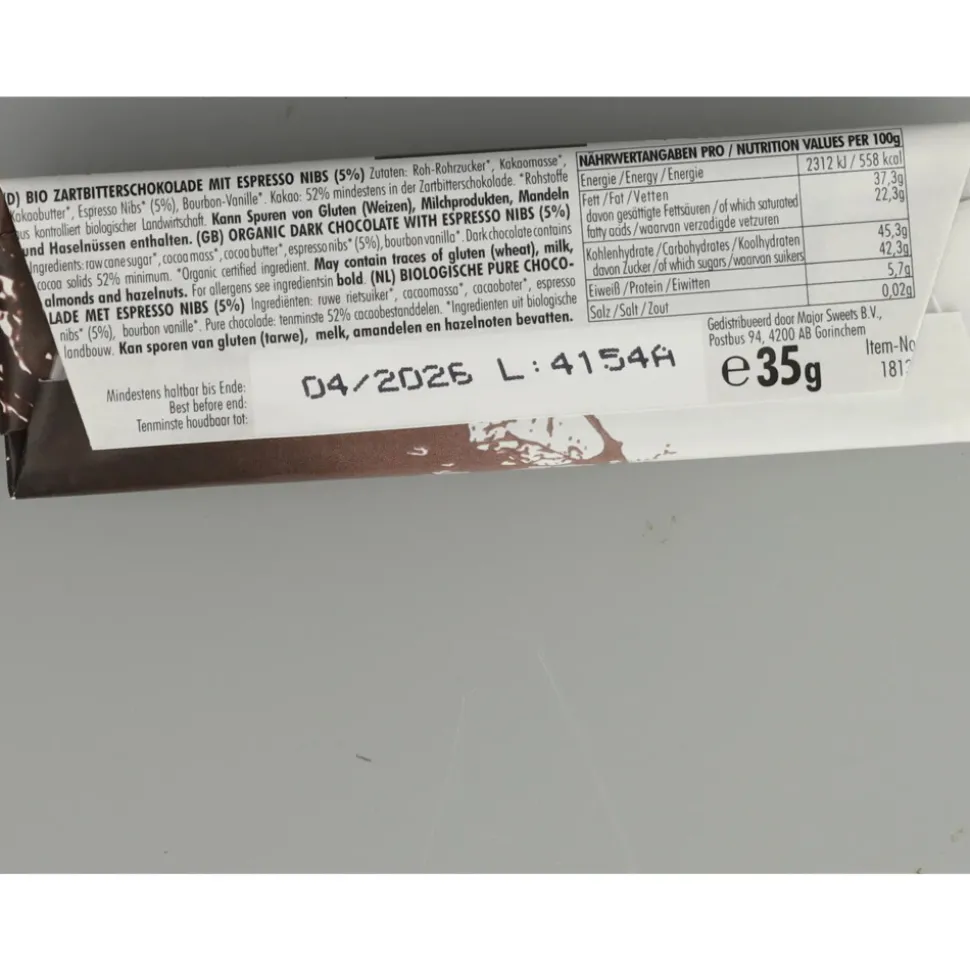 D) BIO ZARTBITTERSCHOKOLADE MIT ESPRESSO NIBS (5%) Zutaten: Roh-Rohrzucker*, Kakaomasse*,
Kakaobutter*, Espresso Nibs* (5%), Bourbon-Vanille*. Kakao: 52% mindestens in der Zartbitterschokolade. *Rohstoffe
aus kontrolliert biologischer Landwirtschaft. Kann Spuren von Gluten (Weizen), Milchprodukten, Mandeln
und Haselnüssen enthalten. (GB) ORGANIC DARK CHOCOLATE WITH ESPRESSO NIBS (5%)
Ingredients: raw cane sugar*, cocoa mass*, cocoa butter*, espresso nibs* (5%), bourbon vanilla*. Dark chocolate contains
cocoa solids 52% minimum. *Organic certified ingredient. May contain traces of gluten (wheat), milk,
almonds and hazelnuts. For allergens see ingredientsin bold. (NL) BIOLOGISCHE PURE CHOCO-
LADE MET ESPRESSO NIBS (5%) Ingrediënten: ruwe rietsuiker*, cacaomassa*, cacaoboter*, espresso
nibs* (5%), bourbon vanille*. Pure chocolade: tenminste 52% cacaobestanddelen. *Ingredienten uit biologische
landbouw. Kan sporen van gluten (tarwe), melk, amandelen en hazelnoten bevatten.
NÄHRWERTANGABEN PRO / NUTRITION VALUES PER 100g
Energie/Energy/Energie 2312 kJ / 558 kcal
Fett/Fat/Vetten 37,3g
davon gesättigte Fettsäuren/of which saturated 22,3g
fatty acids/waarvan verzadigde vetzuren
Kohlenhydrate/Carbohydrates/Koolhydraten 45,3g
davon Zucker/of which sugars/waarvan suikers 42,3g
Eiweiß/Protein/Eiwitten 5,7g
Salz/Salt/Zout 0,02g
Mindestens haltbar bis Ende:
Best before end:
Tenminste houdbaar tot:
04/2026 L:4154A
Gedistribueerd door Major Sweets B.V.,
Postbus 94, 4200 AB Gorinchem
e 35g
Item-No
181